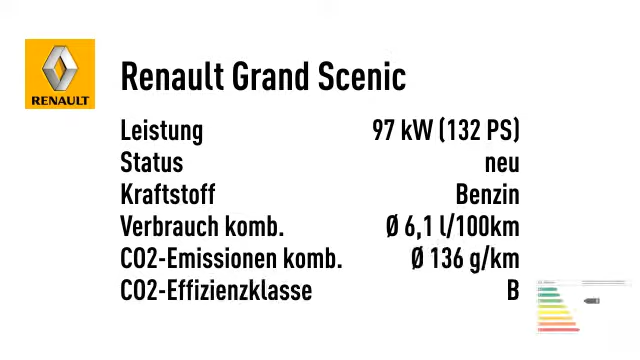 RENAULT
Renault Grand Scenic
Leistung 97 kW (132 PS)
Status neu
Kraftstoff Benzin
Verbrauch komb. Ø 6,1 l/100km
CO2-Emissionen komb. Ø 136 g/km
CO2-Effizienzklasse B